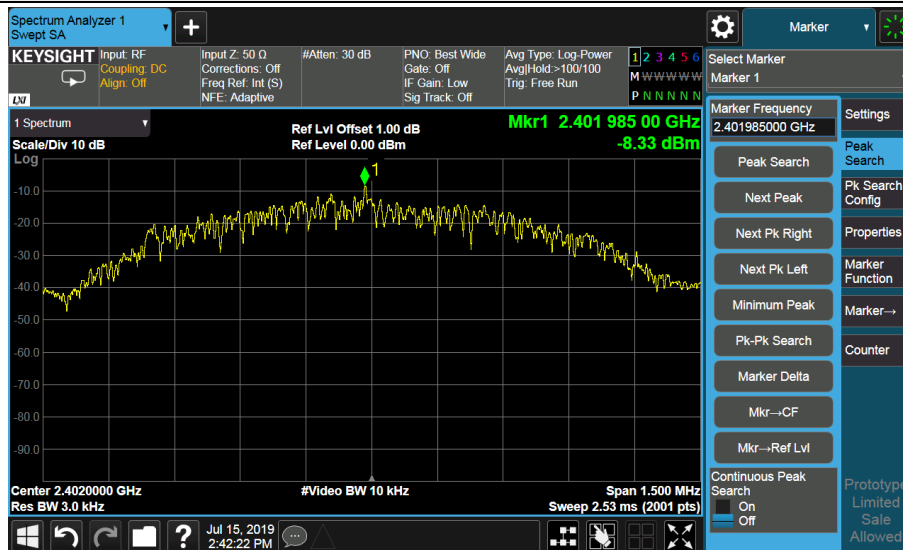 Spectrum Analyzer 1
Swept SA
Marker
KEYSIGHT
Input: RF
Coupling: DC
Align: Off
Input Z: 50 Ω
Corrections: Off
Freq Ref: Int (S)
NFE: Adaptive
#Atten: 30 dB
PNO: Best Wide
Gate: Off
IF Gain: Low
Sig Track: Off
Avg Type: Log-Power
Avg|Hold:>100/100
Trig: Free Run
1 2 3 4 5 6
M W W W W W
P N N N N N
LXI
Select Marker
Marker 1
1 Spectrum
Scale/Div 10 dB
Log
Ref Lvl Offset 1.00 dB
Ref Level 0.00 dBm
Mkr1 2.401 985 00 GHz
-8.33 dBm
1
-10.0
-20.0
-30.0
-40.0
-50.0
-60.0
-70.0
-80.0
-90.0
Center 2.4020000 GHz
Res BW 3.0 kHz
#Video BW 10 kHz
Span 1.500 MHz
Sweep 2.53 ms (2001 pts)
Marker Frequency
2.401985000 GHz
Peak Search
Next Peak
Next Pk Right
Next Pk Left
Minimum Peak
Pk-Pk Search
Marker Delta
Mkr→CF
Mkr→Ref Lvl
Continuous Peak
Search
On
Off
Settings
Peak
Search
Pk Search
Config
Properties
Marker
Function
Marker→
Counter
Prototype
Limited
Sale
Allowed
?
Jul 15, 2019
2:42:22 PM